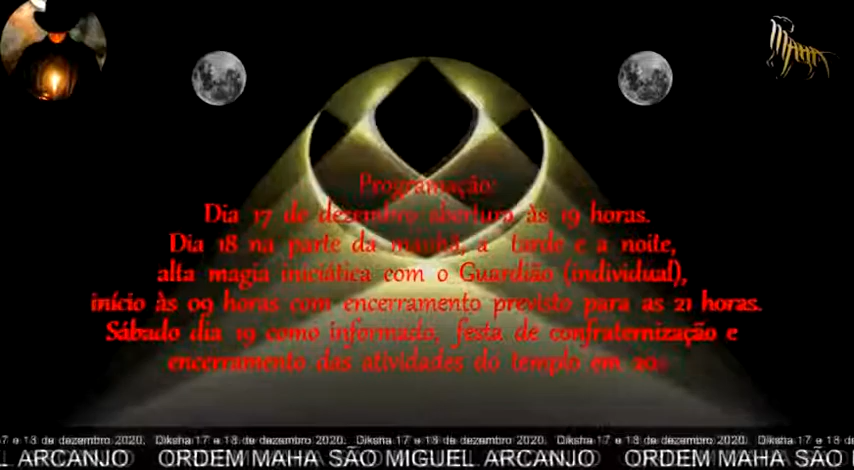 MAHA
Programação:
Dia 17 de dezembro abertura às 19 horas.
Dia 18 na parte da manhã, a tarde e a noite,
alta magia iniciática com o Guardião (individual),
início às 09 horas com encerramento previsto para as 21 horas.
Sábado dia 19 como informado, festa de confraternização e
encerramento das atividades do templo em 20
17 e 18 de dezembro 2020. Diksha 17 e 18 de dezembro 2020. Diksha 17 e 18 de dezembro 2020. Diksha 17 e 18 de dezembro 2020. Diksha 17 e 18
L ARCANJO ORDEM MAHA SÃO MIGUEL ARCANJO ORDEM MAHA SÃO M